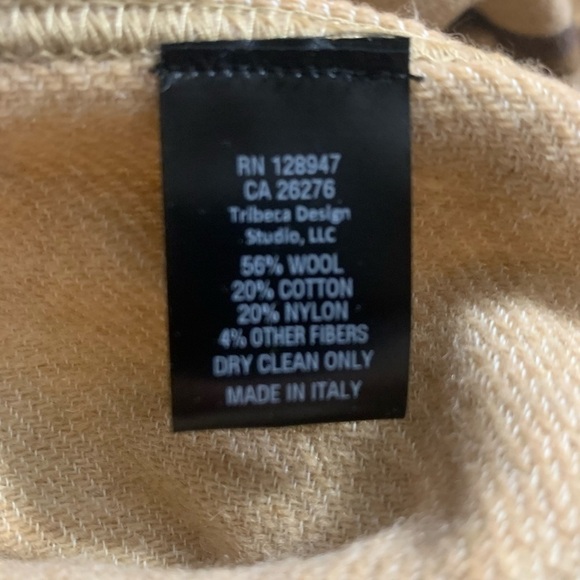 RN 128947
CA 26276
Tribeca Design
Studio, LLC
56% WOOL
20% COTTON
20% NYLON
4% OTHER FIBERS
DRY CLEAN ONLY
MADE IN ITALY